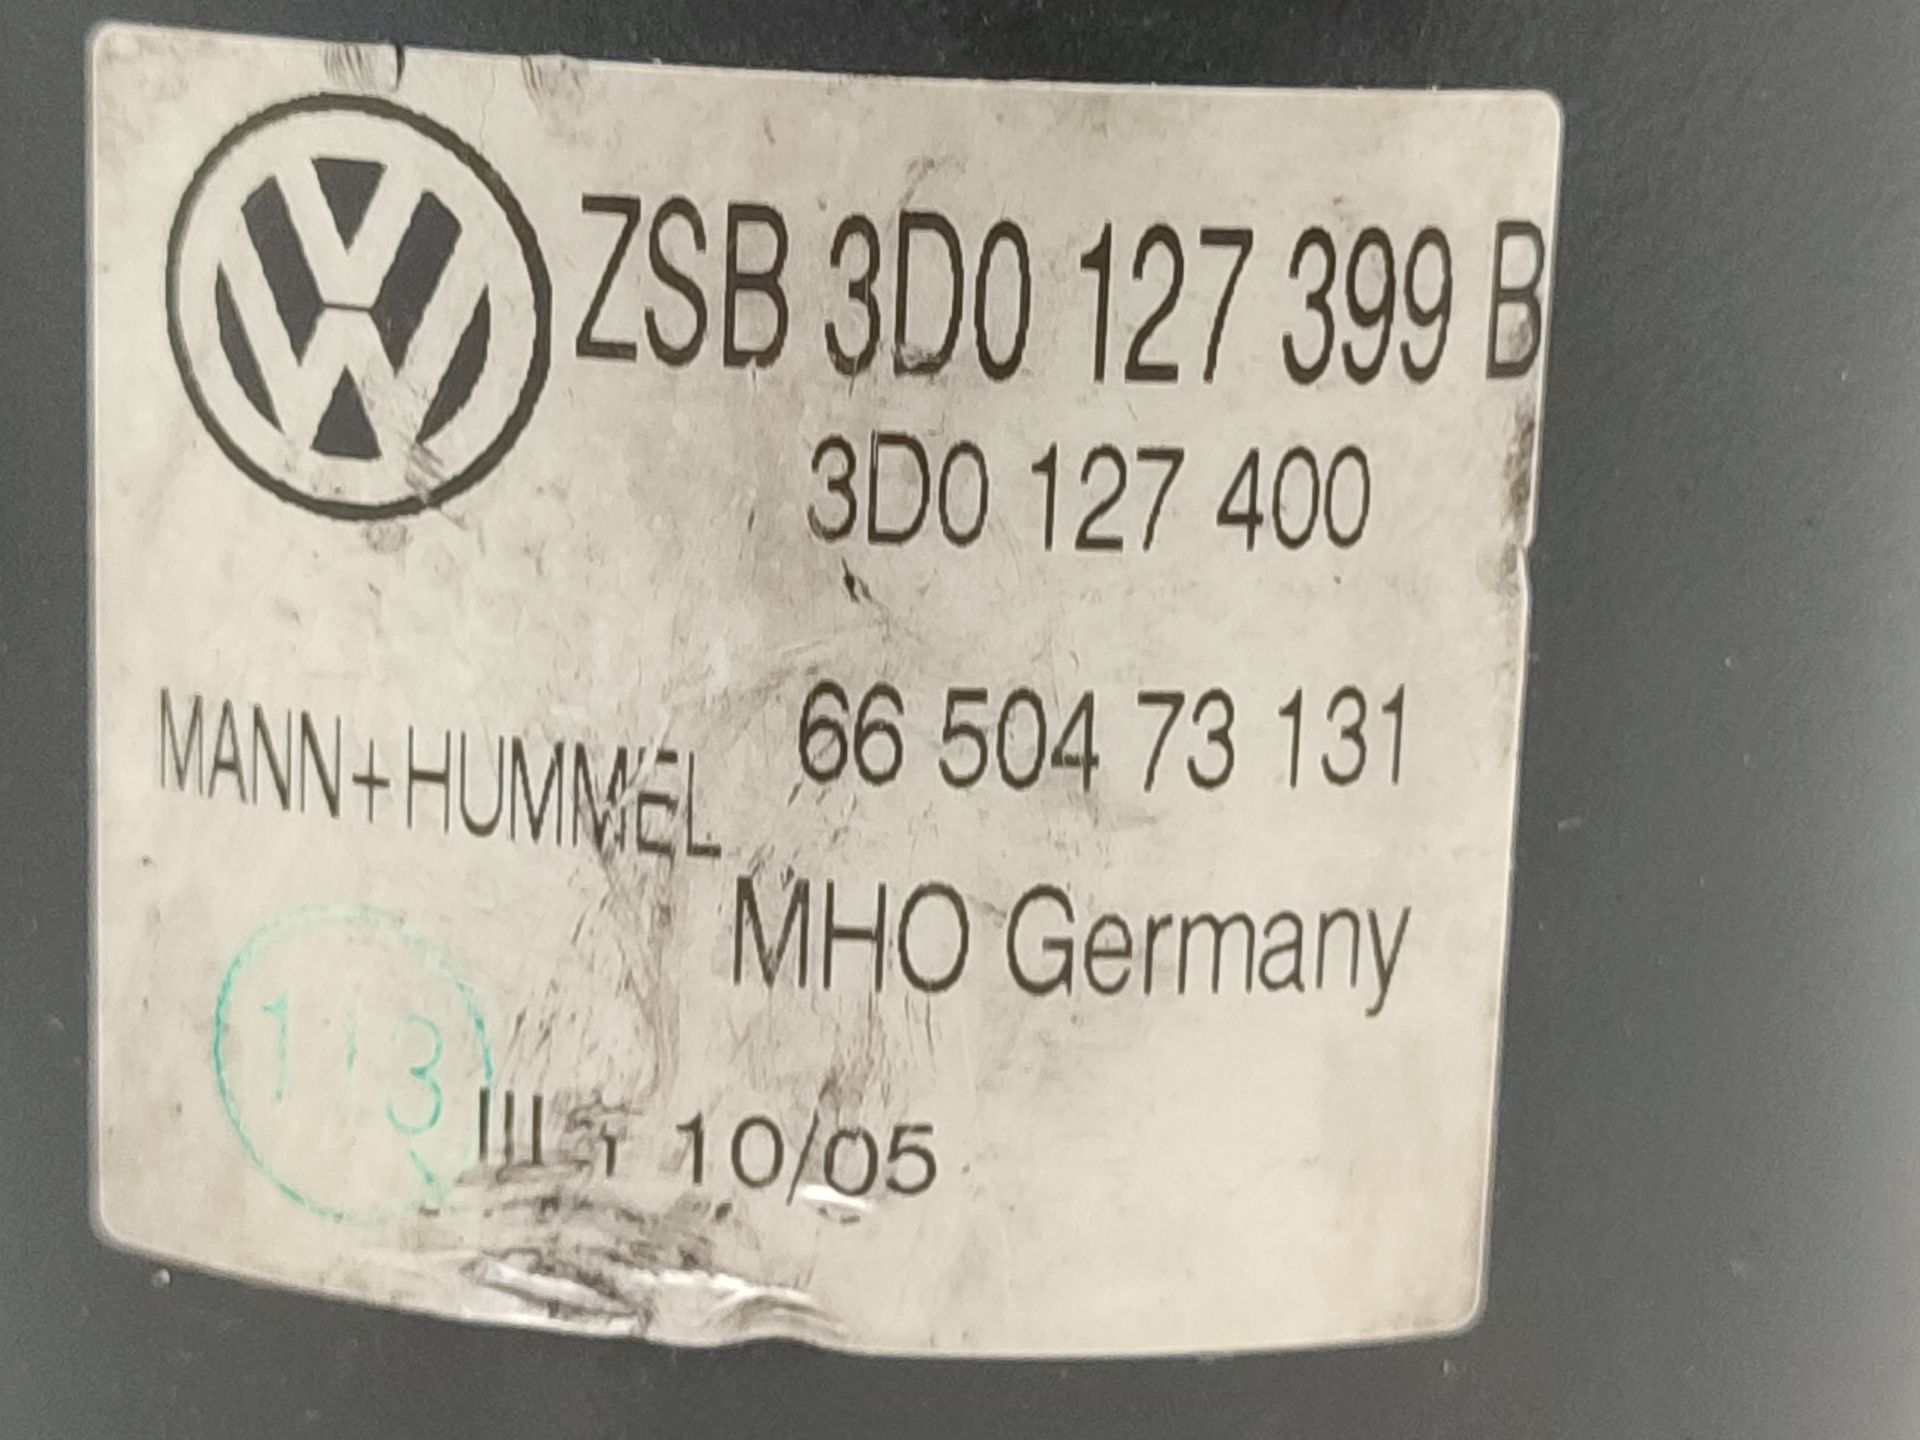 ZSB 3D0 127 399 B
3D0 127 400
66 504 73 131
MANN+HUMMEL
MHO Germany
10/05